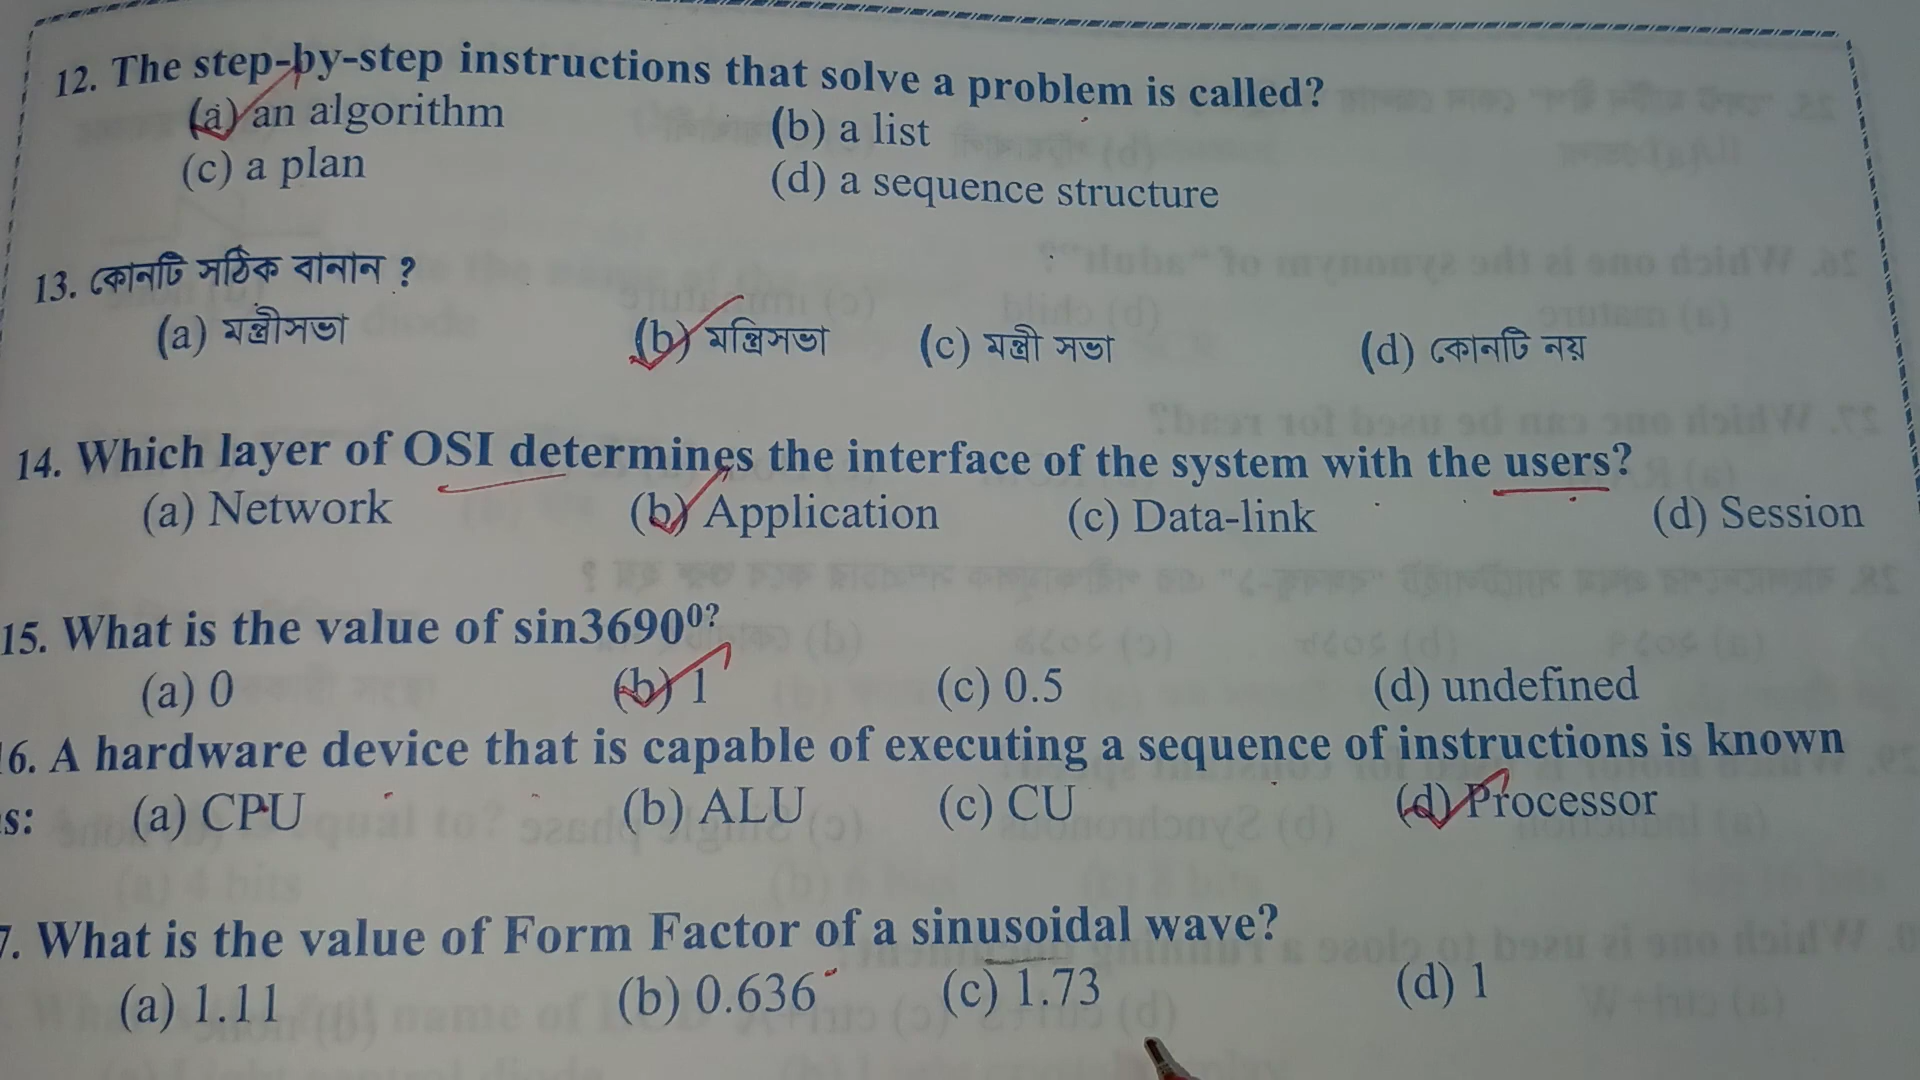 12. The step-by-step instructions that solve a problem is called?
(a) an algorithm (b) a list
(c) a plan (d) a sequence structure
13. কোনটি সঠিক বানান ?
(a) মন্ত্রীসভা (b) মন্ত্রিসভা (c) মন্ত্রী সভা (d) কোনটি নয়
14. Which layer of OSI determines the interface of the system with the users?
(a) Network (b) Application (c) Data-link (d) Session
15. What is the value of sin3690⁰?
(a) 0 (b) 1 (c) 0.5 (d) undefined
16. A hardware device that is capable of executing a sequence of instructions is known
s: (a) CPU (b) ALU (c) CU (d) Processor
7. What is the value of Form Factor of a sinusoidal wave?
(a) 1.11 (b) 0.636 (c) 1.73 (d) 1